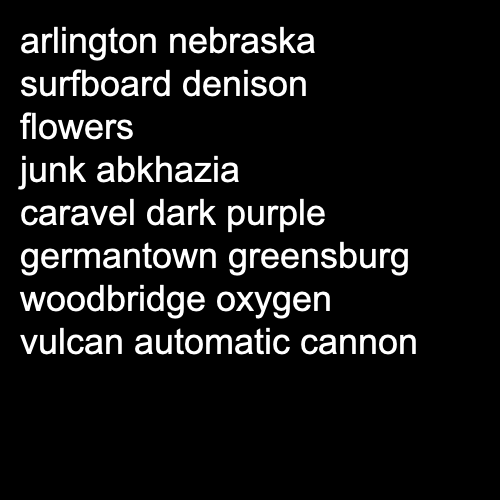 arlington nebraska
surfboard denison
flowers
junk abkhazia
caravel dark purple
germantown greensburg
woodbridge oxygen
vulcan automatic cannon